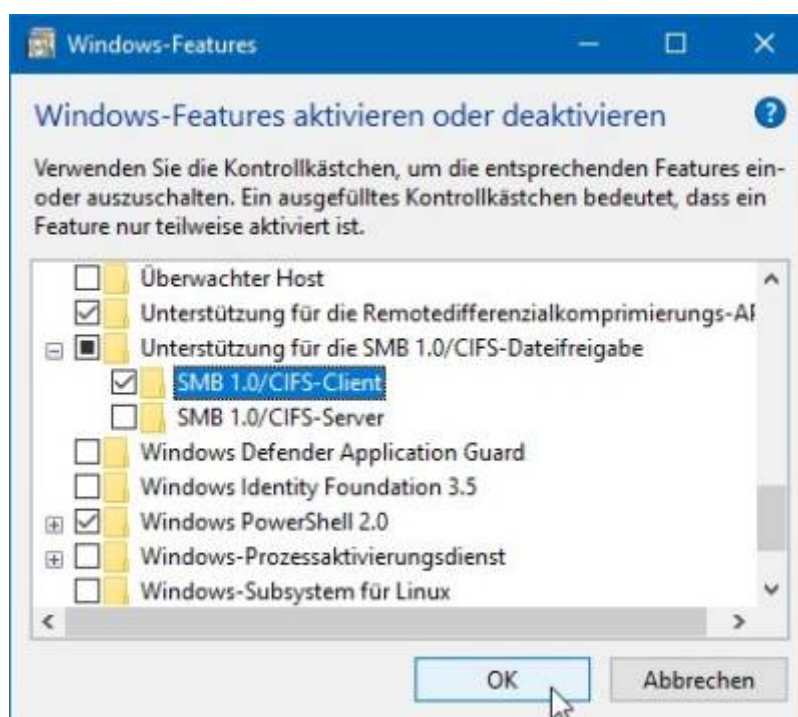 Windows-Features
Windows-Features aktivieren oder deaktivieren
Verwenden Sie die Kontrollkästchen, um die entsprechenden Features ein-
oder auszuschalten. Ein ausgefülltes Kontrollkästchen bedeutet, dass ein
Feature nur teilweise aktiviert ist.
Überwachter Host
Unterstützung für die Remotedifferenzialkomprimierungs-AP
Unterstützung für die SMB 1.0/CIFS-Dateifreigabe
SMB 1.0/CIFS-Client
SMB 1.0/CIFS-Server
Windows Defender Application Guard
Windows Identity Foundation 3.5
Windows PowerShell 2.0
Windows-Prozessaktivierungsdienst
Windows-Subsystem für Linux
OK
Abbrechen